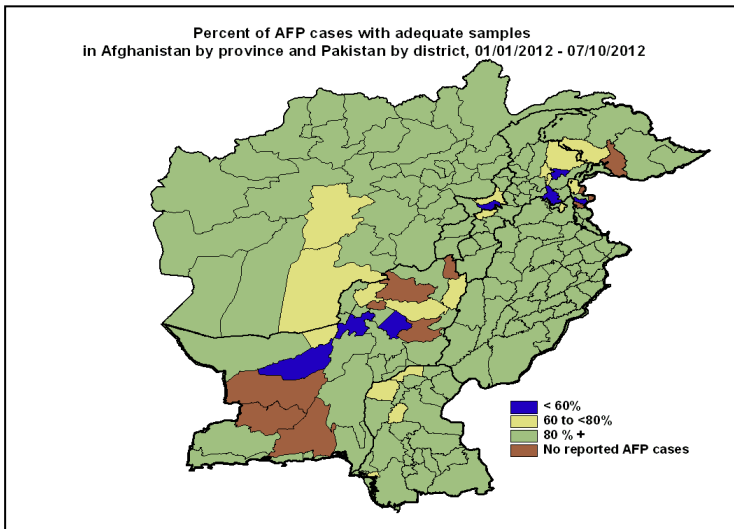 Percent of AFP cases with adequate samples
in Afghanistan by province and Pakistan by district, 01/01/2012 - 07/10/2012
< 60%
60 to <80%
80 % +
No reported AFP cases